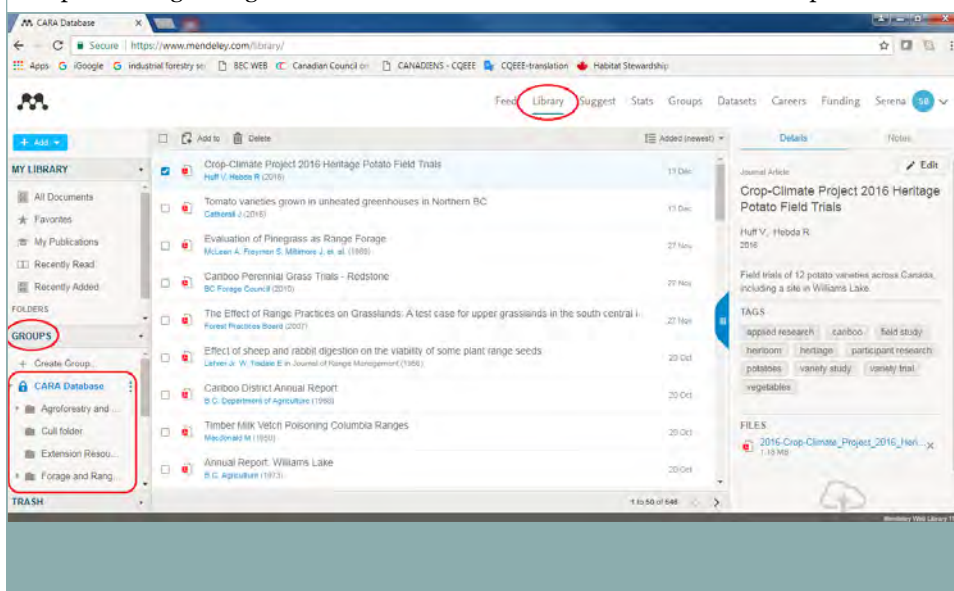 CARA Database
Secure https://www.mendeley.com/library/
Apps iGoogle industrial forestry se BEC WEB Canadian Council on CANADIENS - CQEEE CQEEE-translation Habitat Stewardship
Feed Library Suggest Stats Groups Datasets Careers Funding Serena SB
+ Add
Add to Delete
Added (newest)
Details Notes
MY LIBRARY
All Documents
Favorites
My Publications
Recently Read
Recently Added
FOLDERS
GROUPS
+ Create Group...
CARA Database
Agroforestry and ...
Cull folder
Extension Resou...
Forage and Rang...
TRASH
Crop-Climate Project 2016 Heritage Potato Field Trials
Huff V, Hebda R (2016)
13 Dec
Tomato varieties grown in unheated greenhouses in Northern BC
(2016)
13 Dec
Evaluation of Pinegrass as Range Forage
McLean A, Freyman S, Miltimore J, et. al. (1969)
27 Nov
Cariboo Perennial Grass Trials - Redstone
BC Forage Council (2010)
27 Nov
The Effect of Range Practices on Grasslands: A test case for upper grasslands in the south central i
Forest Practices Board (2007)
27 Nov
Effect of sheep and rabbit digestion on the viability of some plant range seeds
W, Tisdale E in Journal of Range Management
20 Oct
Cariboo District Annual Report
B.C. Department of Agriculture
20 Oct
Timber Milk Vetch Poisoning Columbia Ranges
Macdonald M
20 Oct
Annual Report: Williams Lake
B.C. Agriculture (1973)
20 Oct
1 to 50 of 648
Journal Article
Edit
Crop-Climate Project 2016 Heritage
Potato Field Trials
Huff V, Hebda R
2016
Field trials of 12 potato varieties across Canada,
including a site in Williams Lake.
TAGS
applied research cariboo field study
heirloom heritage participant research
potatoes variety study variety trial
vegetables
FILES
2016-Crop-Climate_Project_2016_Heri...
1.15 MB
Mendeley Web Library